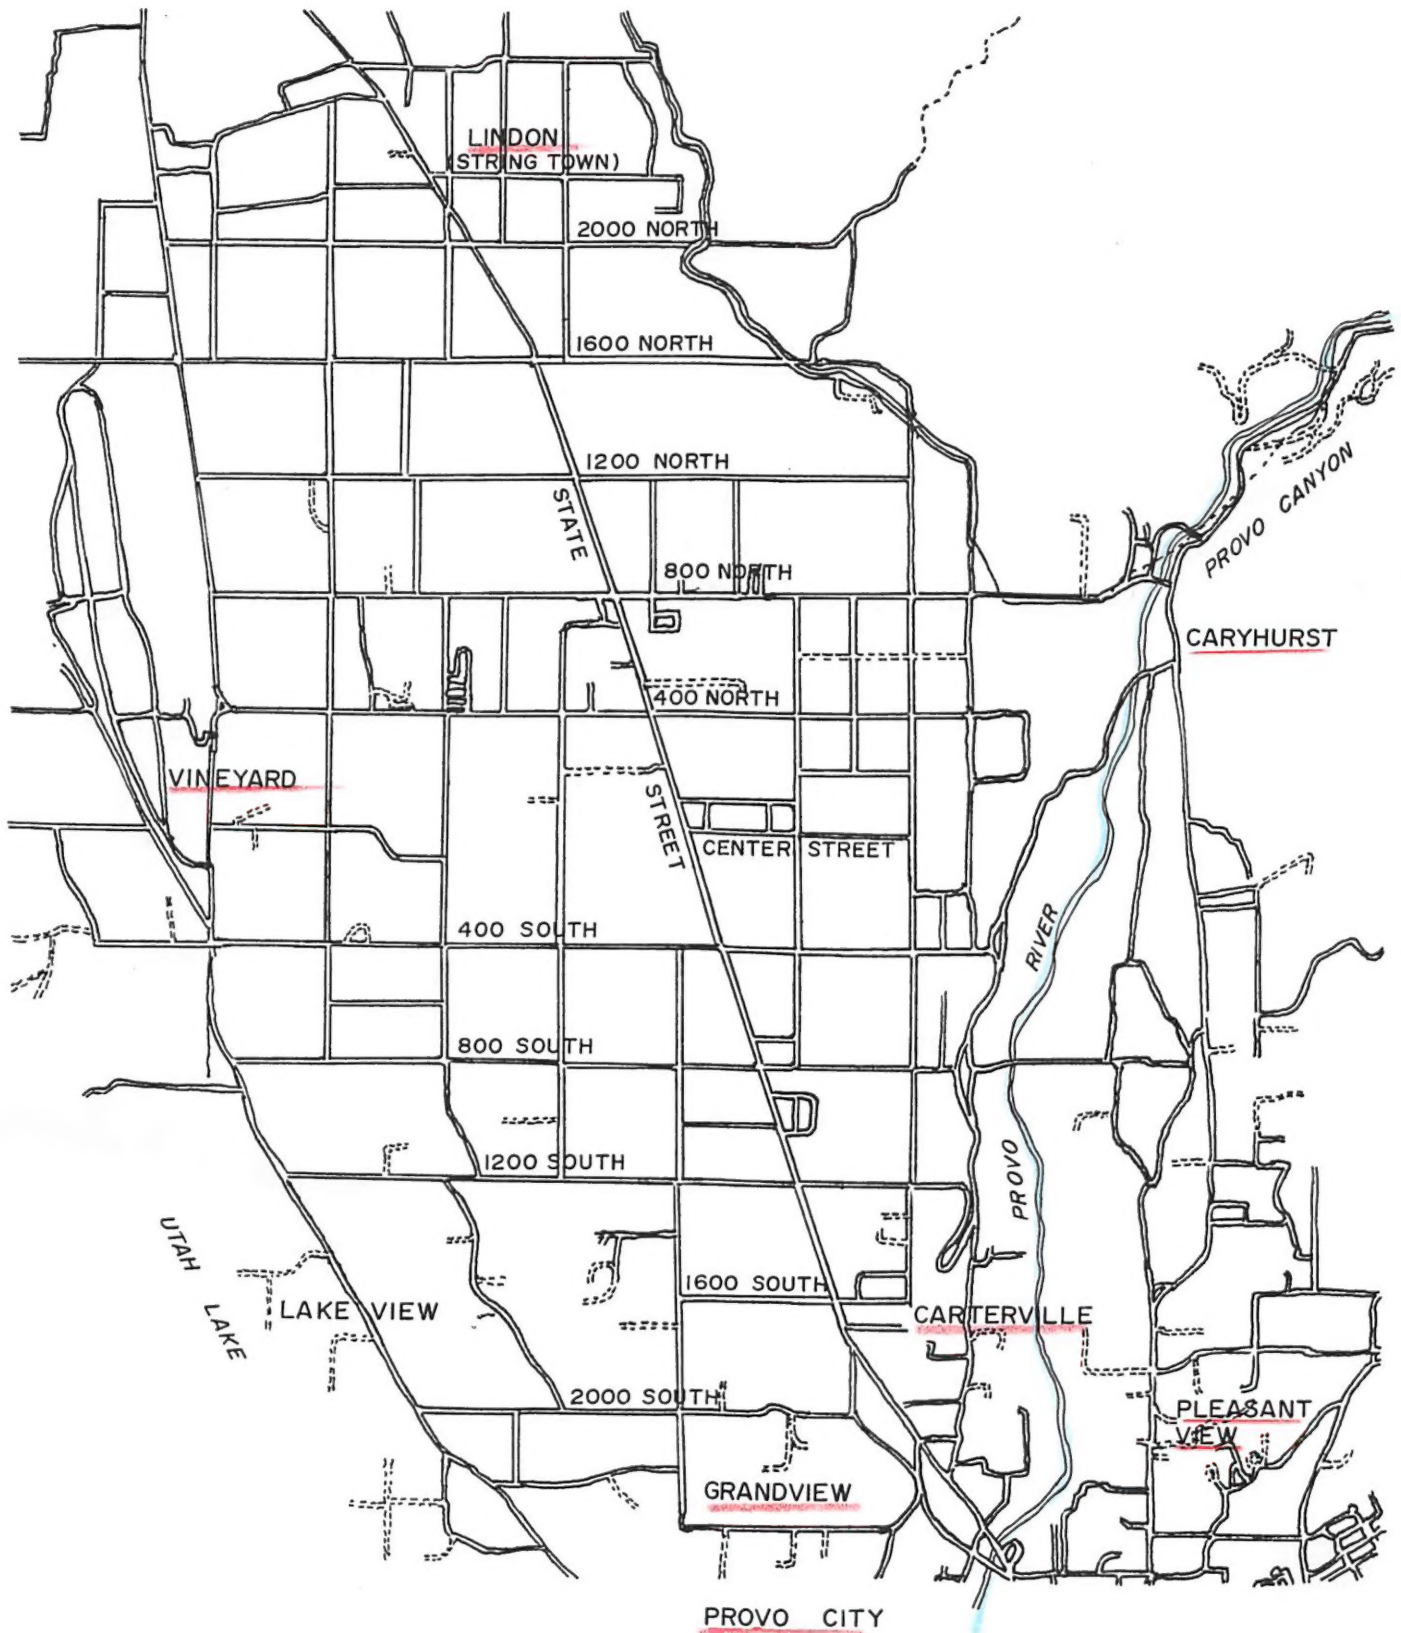 LINDON
(STRING TOWN)
2000 NORTH
1600 NORTH
1200 NORTH
STATE
PROVO CANYON
800 NORTH
CARYHURST
400 NORTH
VINEYARD
STREET
CENTER STREET
400 SOUTH
RIVER
800 SOUTH
1200 SOUTH
PROVO
UTAH LAKE
1600 SOUTH
LAKE VIEW
CARTERVILLE
2000 SOUTH
PLEASANT
VIEW
GRANDVIEW
PROVO CITY